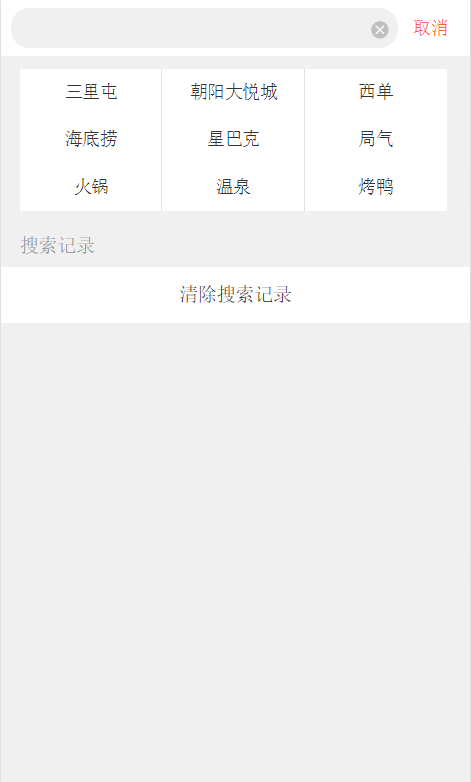 取消
三里屯 朝阳大悦城 西单
海底捞 星巴克 局气
火锅 温泉 烤鸭
搜索记录
清除搜索记录